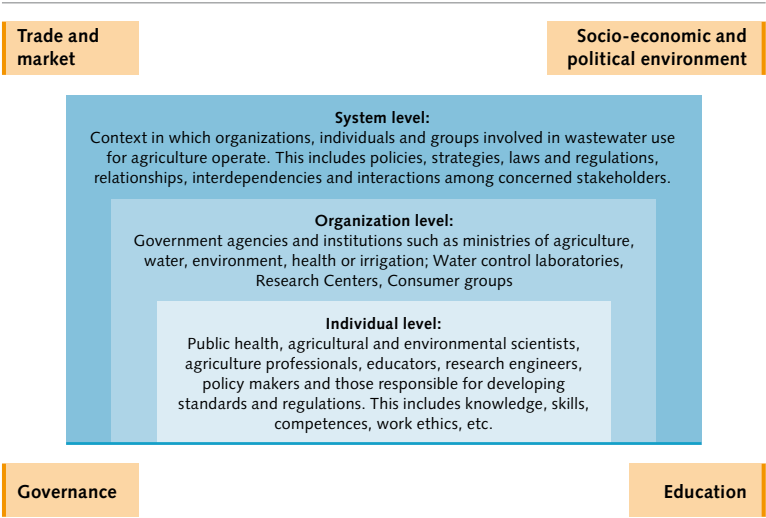 Trade and
market
Socio-economic and
political environment
System level:
Context in which organizations, individuals and groups involved in wastewater use
for agriculture operate. This includes policies, strategies, laws and regulations,
relationships, interdependencies and interactions among concerned stakeholders.
Organization level:
Government agencies and institutions such as ministries of agriculture,
water, environment, health or irrigation; Water control laboratories,
Research Centers, Consumer groups
Individual level:
Public health, agricultural and environmental scientists,
agriculture professionals, educators, research engineers,
policy makers and those responsible for developing
standards and regulations. This includes knowledge, skills,
competences, work ethics, etc.
Governance
Education